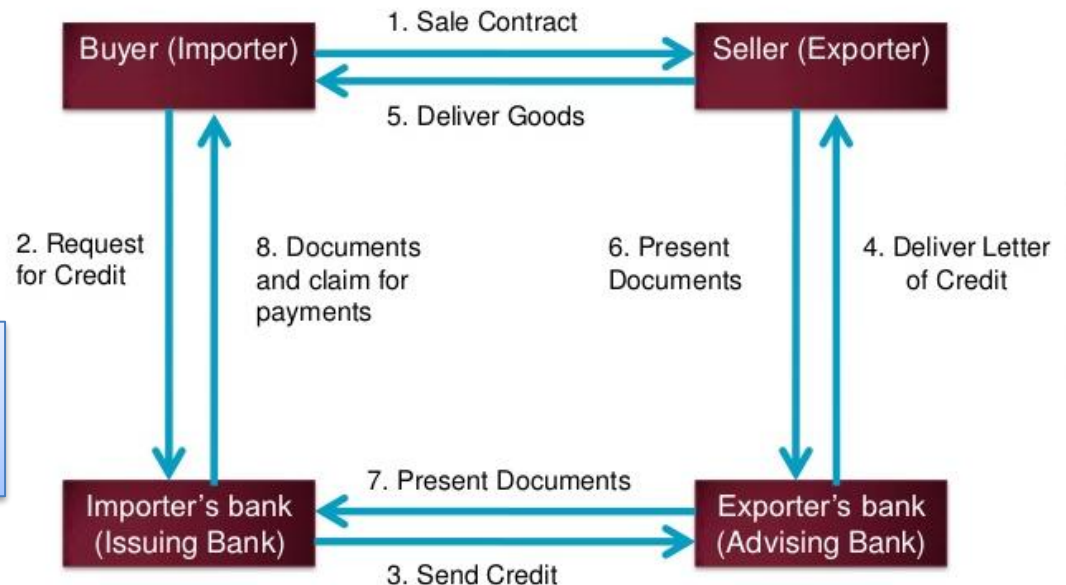 1. Sale Contract
Buyer (Importer)
Seller (Exporter)
5. Deliver Goods
2. Request
for Credit
8. Documents
and claim for
payments
6. Present
Documents
4. Deliver Letter
of Credit
7. Present Documents
Importer's bank
(Issuing Bank)
Exporter's bank
(Advising Bank)
3. Send Credit